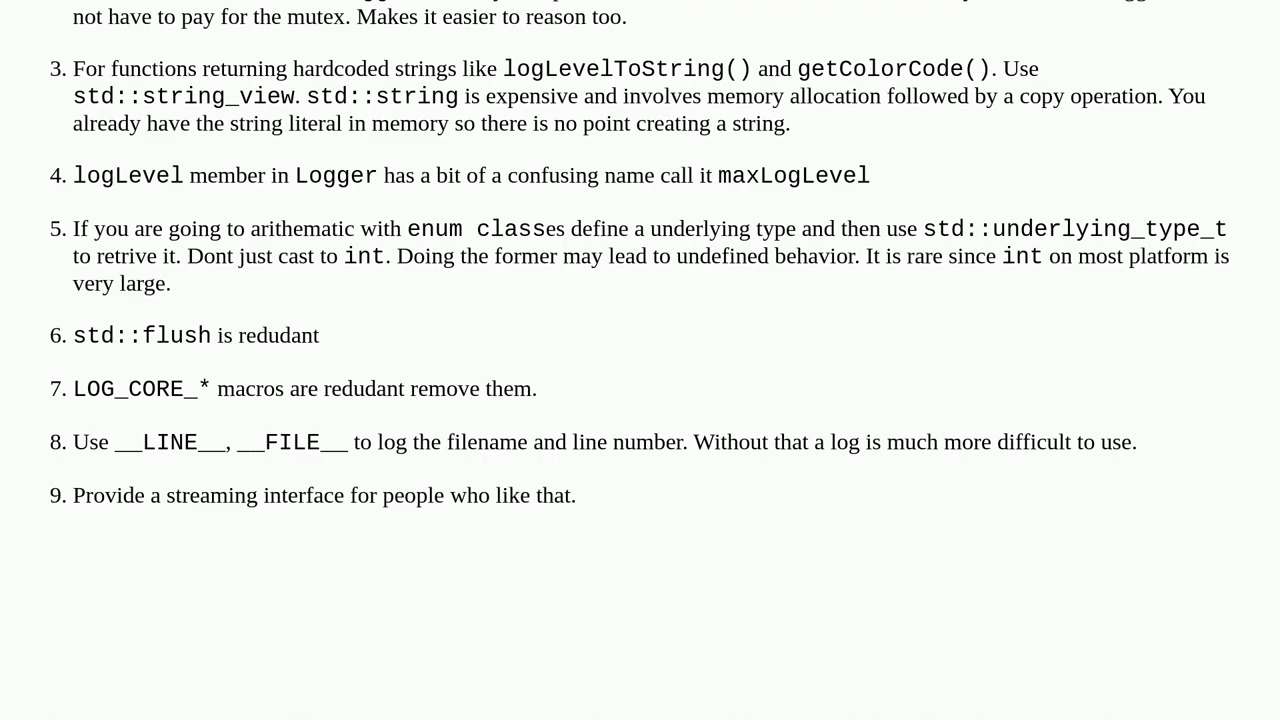 not have to pay for the mutex. Makes it easier to reason too.
3. For functions returning hardcoded strings like logLevelToString() and getColorCode(). Use
std::string_view. std::string is expensive and involves memory allocation followed by a copy operation. You
already have the string literal in memory so there is no point creating a string.
4. logLevel member in Logger has a bit of a confusing name call it maxLogLevel
5. If you are going to arithematic with enum classes define a underlying type and then use std::underlying_type_t
to retrive it. Dont just cast to int. Doing the former may lead to undefined behavior. It is rare since int on most platform is
very large.
6. std::flush is redudant
7. LOG_CORE_* macros are redudant remove them.
8. Use __LINE__, __FILE__ to log the filename and line number. Without that a log is much more difficult to use.
9. Provide a streaming interface for people who like that.